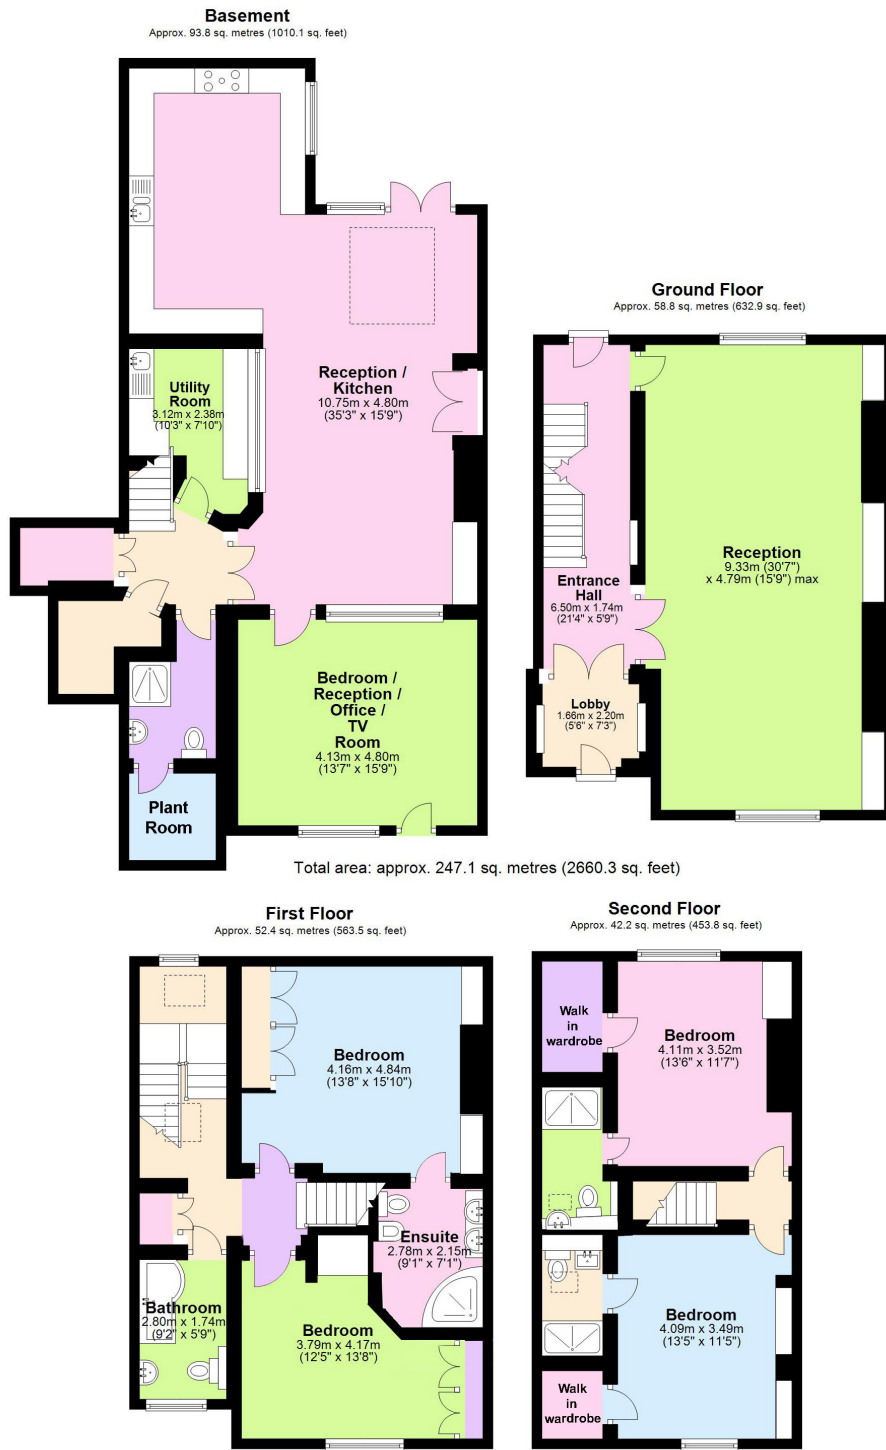 Basement
Approx. 93.8 sq. metres (1010.1 sq. feet)
Reception /
Kitchen
10.75m x 4.80m
(35'3" x 15'9")
Utility
Room
3.12m x 2.38m
(10'3" x 7'10")
Bedroom /
Reception /
Office /
TV
Room
4.13m x 4.80m
(13'7" x 15'9")
Plant
Room
Ground Floor
Approx. 58.8 sq. metres (632.9 sq. feet)
Reception
9.33m (30'7")
x 4.79m (15'9") max
Entrance
Hall
6.50m x 1.74m
(21'4" x 5'9")
Lobby
1.66m x 2.20m
(5'6" x 7'3")
Total area: approx. 247.1 sq. metres (2660.3 sq. feet)
First Floor
Approx. 52.4 sq. metres (563.5 sq. feet)
Bedroom
4.16m x 4.84m
(13'8" x 15'10")
Ensuite
2.78m x 2.15m
(9'1" x 7'1")
Bathroom
2.80m x 1.74m
(9'2" x 5'9")
Bedroom
3.79m x 4.17m
(12'5" x 13'8")
Second Floor
Approx. 42.2 sq. metres (453.8 sq. feet)
Walk
in
wardrobe
Bedroom
4.11m x 3.52m
(13'6" x 11'7")
Bedroom
4.09m x 3.49m
(13'5" x 11'5")
Walk
in
wardrobe